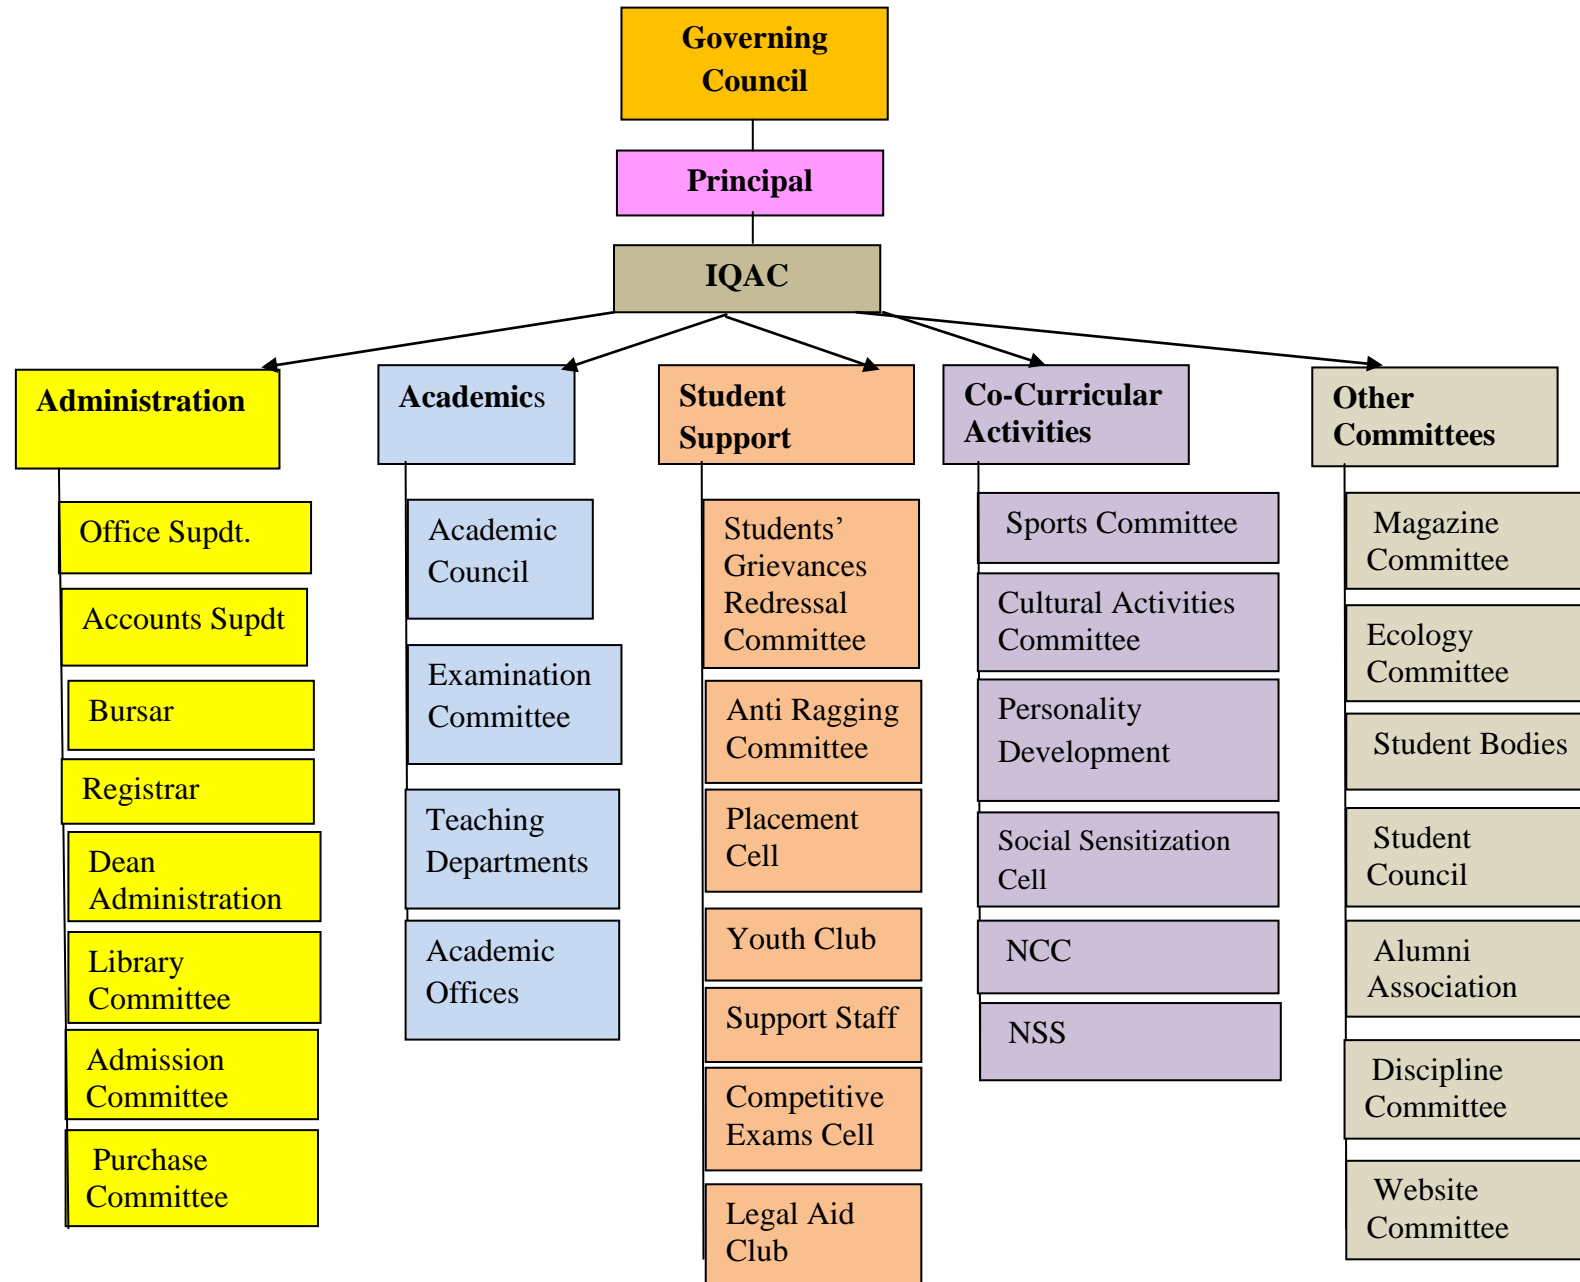 Governing
Council
Principal
IQAC
Administration
Office Supdt.
Accounts Supdt
Bursar
Registrar
Dean
Administration
Library
Committee
Admission
Committee
Purchase
Committee
Academics
Academic
Council
Examination
Committee
Teaching
Departments
Academic
Offices
Student
Support
Students’
Grievances
Redressal
Committee
Anti Ragging
Committee
Placement
Cell
Youth Club
Support Staff
Competitive
Exams Cell
Legal Aid
Club
Co-Curricular
Activities
Sports Committee
Cultural Activities
Committee
Personality
Development
Social Sensitization
Cell
NCC
NSS
Other
Committees
Magazine
Committee
Ecology
Committee
Student Bodies
Student
Council
Alumni
Association
Discipline
Committee
Website
Committee